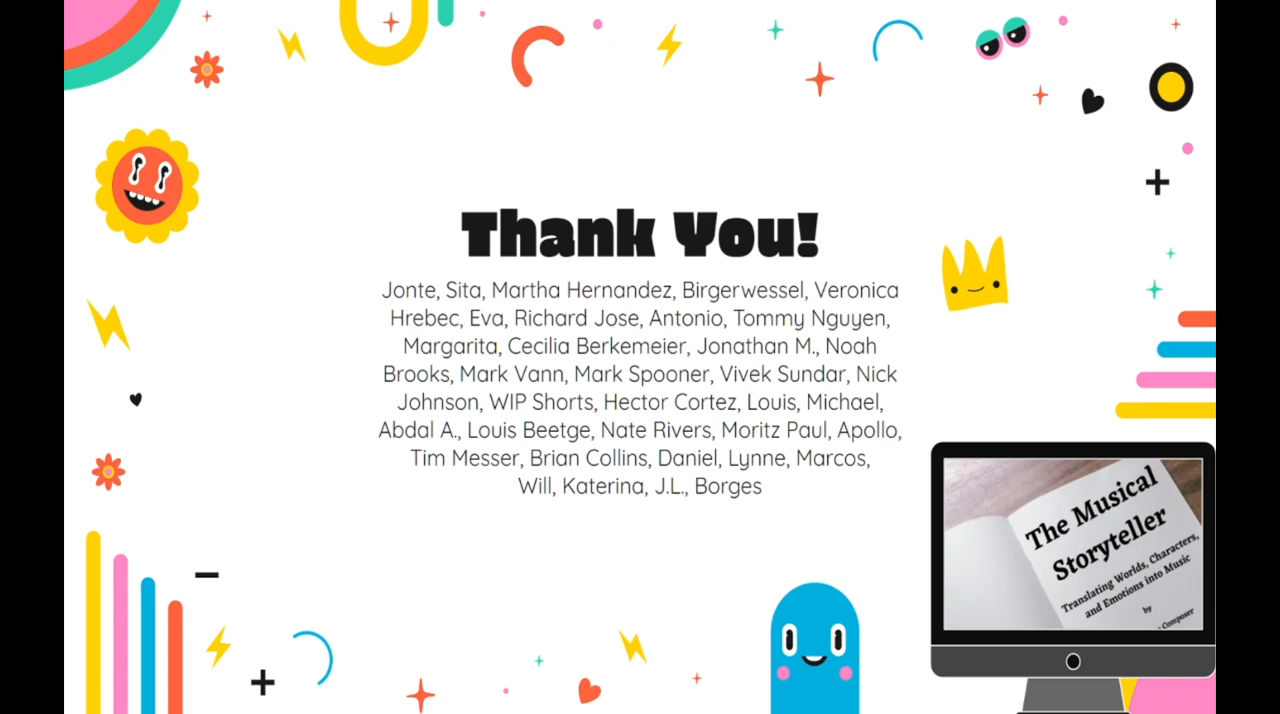 Thank You!
Jonte, Sita, Martha Hernandez, Birgerwessel, Veronica
Hrebec, Eva, Richard Jose, Antonio, Tommy Nguyen,
Margarita, Cecilia Berkemeier, Jonathan M., Noah
Brooks, Mark Vann, Mark Spooner, Vivek Sundar, Nick
Johnson, WIP Shorts, Hector Cortez, Louis, Michael,
Abdal A., Louis Beetge, Nate Rivers, Moritz Paul, Apollo,
Tim Messer, Brian Collins, Daniel, Lynne, Marcos,
Will, Katerina, J.L., Borges
The Musical
Storyteller
Translating Worlds, Characters,
and Emotions into Music
by
Composer